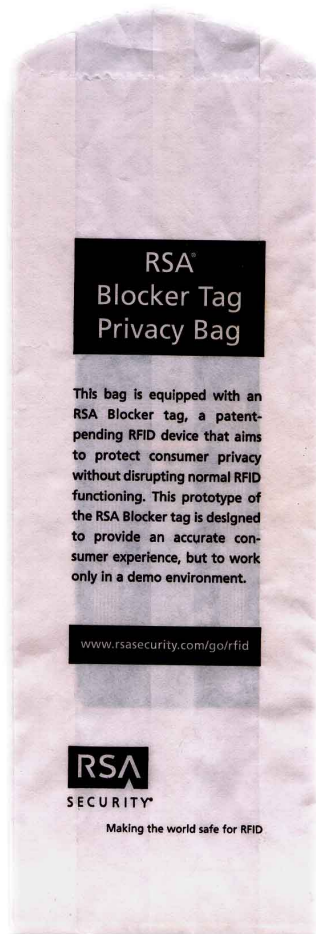 RSA®
Blocker Tag
Privacy Bag
This bag is equipped with an
RSA Blocker tag, a patent-
pending RFID device that aims
to protect consumer privacy
without disrupting normal RFID
functioning. This prototype of
the RSA Blocker tag is designed
to provide an accurate con-
sumer experience, but to work
only in a demo environment.
www.rsasecurity.com/go/rfid
RSA
SECURITY®
Making the world safe for RFID